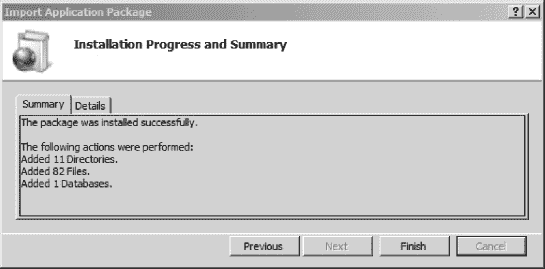 Import Application Package
Installation Progress and Summary
Summary
Details
The package was installed successfully.
The following actions were performed:
Added 11 Directories.
Added 82 Files.
Added 1 Databases.
Previous
Next
Finish
Cancel